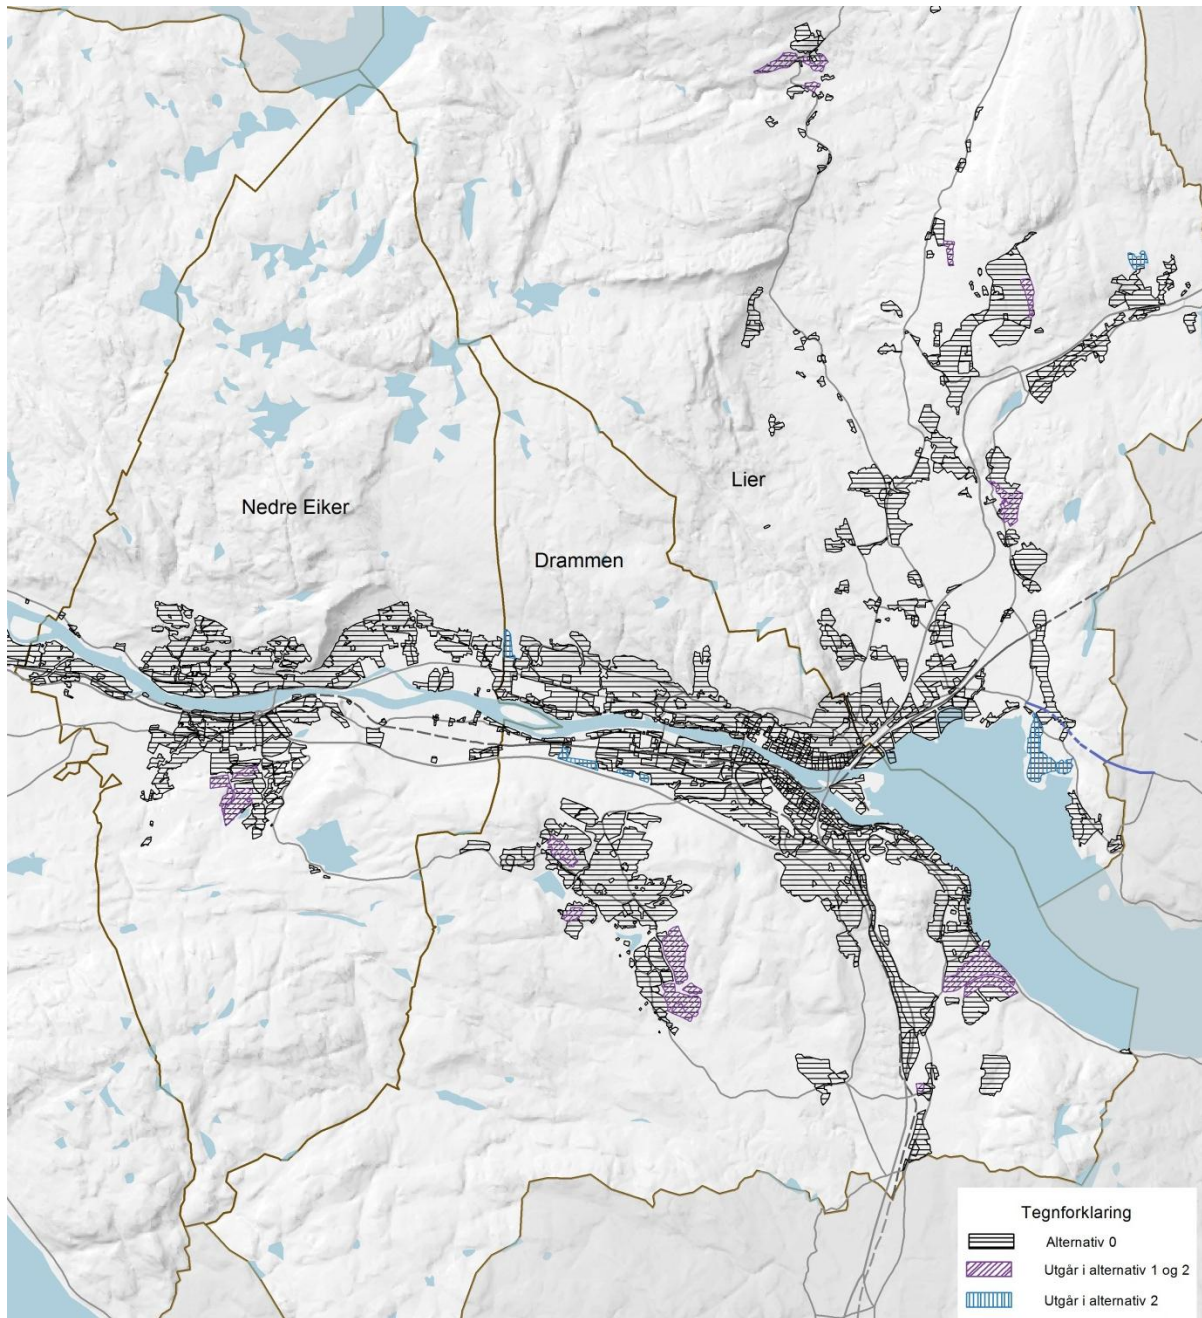 Lier
Nedre Eiker
Drammen
Tegnforklaring
Alternativ 0
Utgår i alternativ 1 og 2
Utgår i alternativ 2